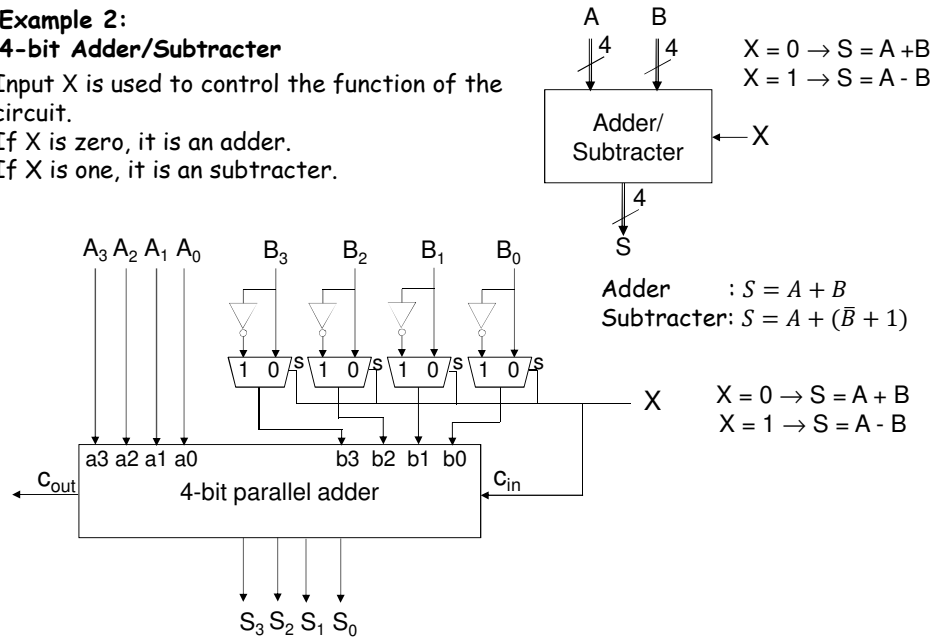 Example 2:
4-bit Adder/Subtracter
Input X is used to control the function of the
circuit.
If X is zero, it is an adder.
If X is one, it is an subtracter.
A B
4 4
X = 0 → S = A +B
X = 1 → S = A - B
Adder/
Subtracter
X
4
S
A₃ A₂ A₁ A₀ B₃ B₂ B₁ B₀
Adder : S = A + B
Subtracter: S = A + (B̄ + 1)
1 0 s 1 0 s 1 0 s 1 0 s
X
X = 0 → S = A + B
X = 1 → S = A - B
a3 a2 a1 a0 b3 b2 b1 b0
cout 4-bit parallel adder cin
S₃ S₂ S₁ S₀